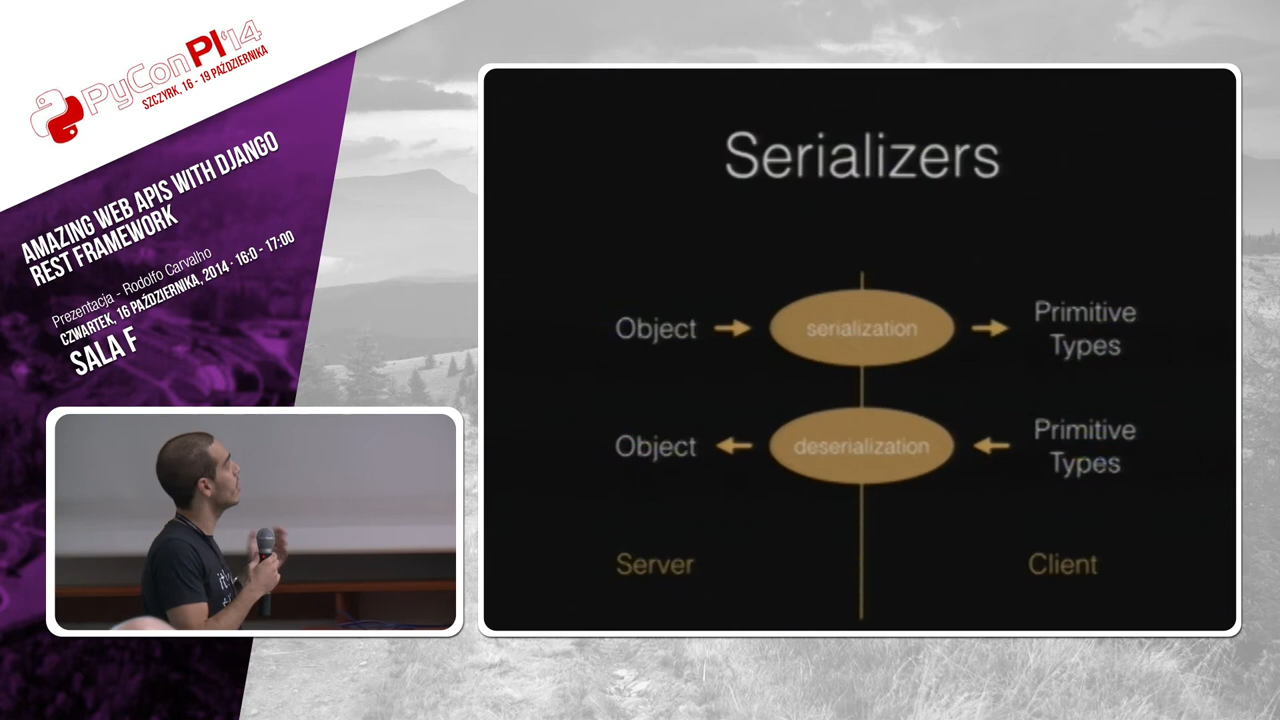 PyConPl'14
SZCZYRK, 16 - 19 PAŹDZIERNIKA
AMAZING WEB APIS WITH DJANGO
REST FRAMEWORK
Prezentacja - Rodolfo Carvalho
CZWARTEK, 16 PAŹDZIERNIKA, 2014 · 16:0 - 17:00
SALA F
Serializers
Object
serialization
Primitive
Types
Object
deserialization
Primitive
Types
Server
Client